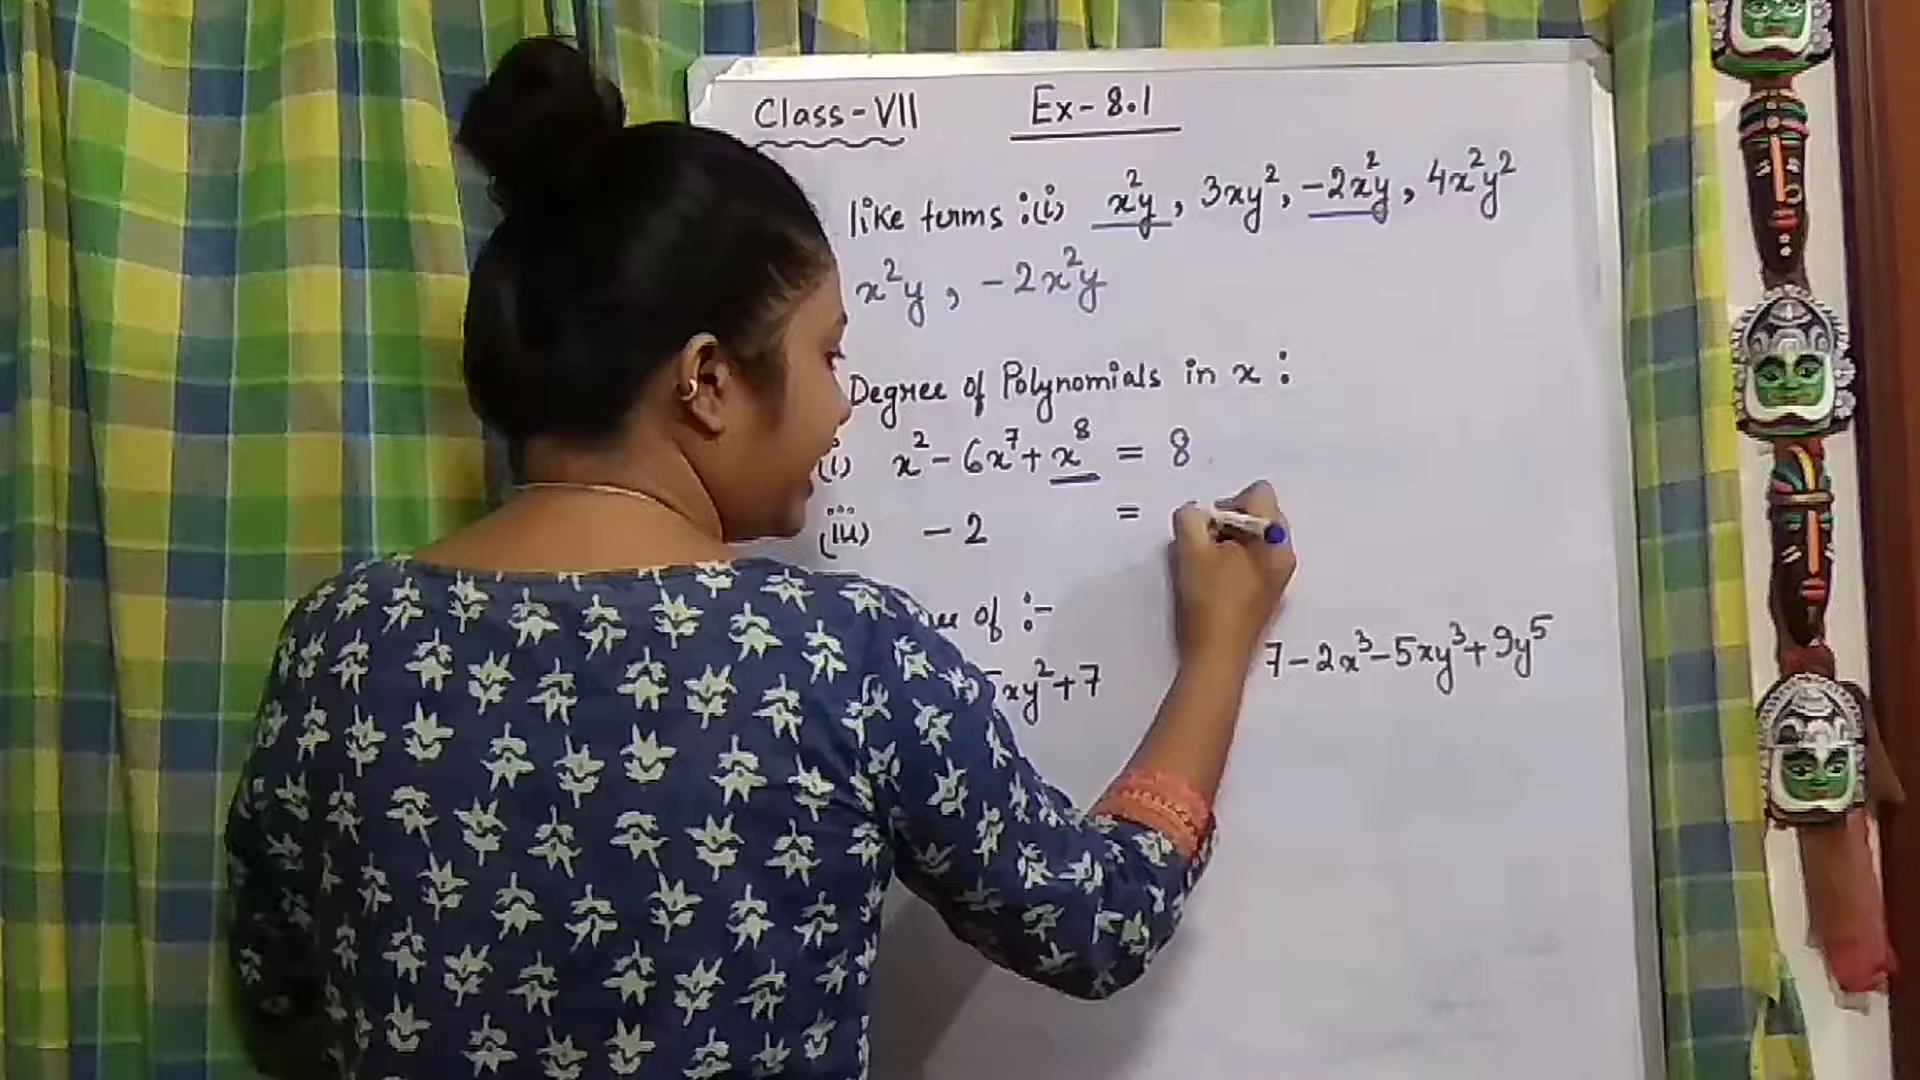 Class-VII Ex-8.1
like terms :(i) x²y, 3xy², -2x²y, 4x²y²
x²y, -2x²y
Degree of Polynomials in x :
(i) x² - 6x⁷ + x⁸ = 8
(iii) -2 =
of :-
xy² + 7 7 - 2x³ - 5xy³ + 9y⁵